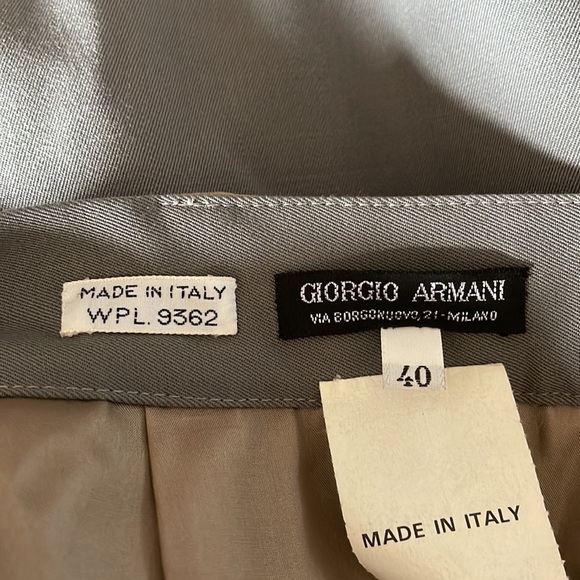 MADE IN ITALY
WPL. 9362
GIORGIO ARMANI
VIA BORGONUOVO, 21 - MILANO
40
MADE IN ITALY